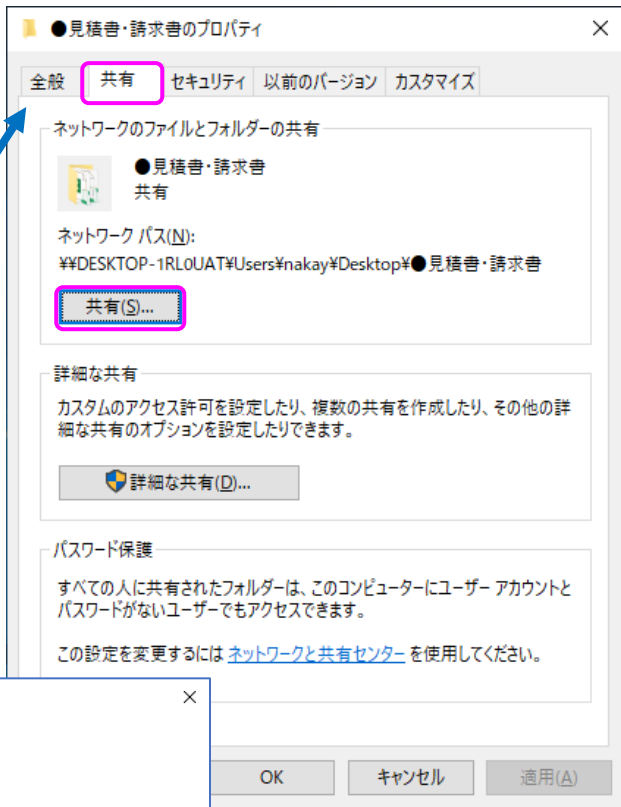 ●見積書・請求書のプロパティ
全般 共有 セキュリティ 以前のバージョン カスタマイズ
ネットワークのファイルとフォルダーの共有
●見積書・請求書
共有
ネットワーク パス(N):
¥¥DESKTOP-1RL0UAT¥Users¥nakay¥Desktop¥●見積書・請求書
共有(S)...
詳細な共有
カスタムのアクセス許可を設定したり、複数の共有を作成したり、その他の詳
細な共有のオプションを設定したりできます。
詳細な共有(D)...
パスワード保護
すべての人に共有されたフォルダーは、このコンピューターにユーザー アカウントと
パスワードがないユーザーでもアクセスできます。
この設定を変更するには ネットワークと共有センター を使用してください。
OK キャンセル 適用(A)